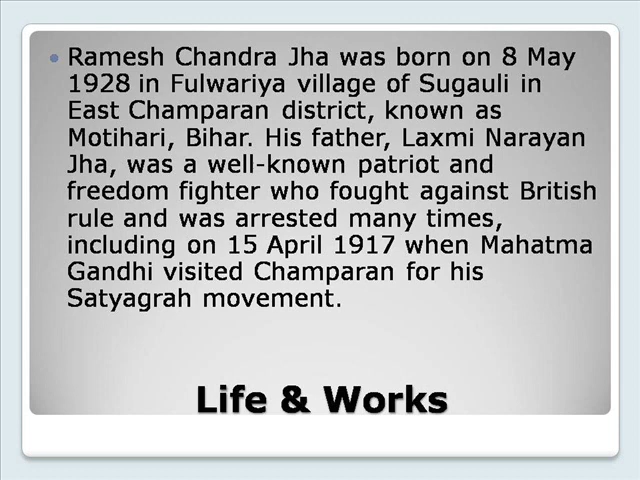 Ramesh Chandra Jha was born on 8 May
1928 in Fulwariya village of Sugauli in
East Champaran district, known as
Motihari, Bihar. His father, Laxmi Narayan
Jha, was a well-known patriot and
freedom fighter who fought against British
rule and was arrested many times,
including on 15 April 1917 when Mahatma
Gandhi visited Champaran for his
Satyagrah movement.
Life & Works